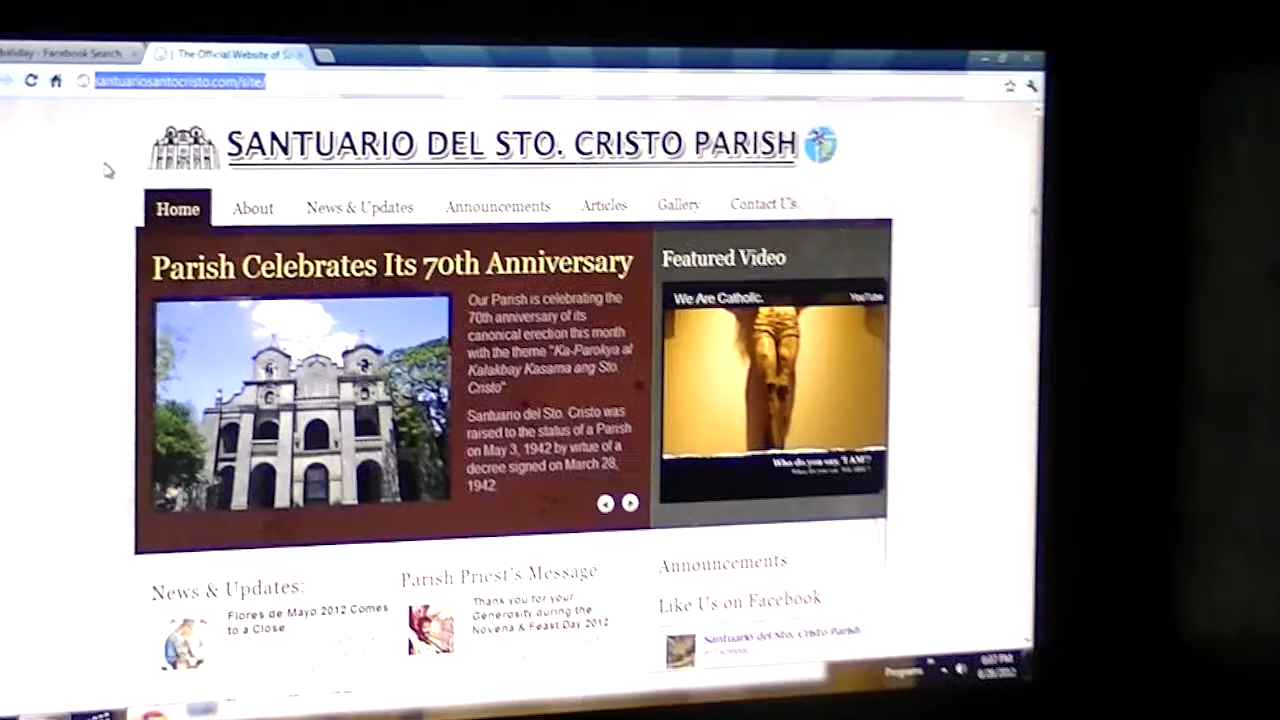 - Facebook Search
The Official Website of
santuariosantocristo.com/site/
SANTUARIO DEL STO. CRISTO PARISH
Home About News & Updates Announcements Articles Gallery Contact Us
Parish Celebrates Its 70th Anniversary
Our Parish is celebrating the
70th anniversary of its
canonical erection this month
with the theme "Ka-Parokya at
Kalakbay Kasama ang Sto.
Cristo"
Santuario del Sto. Cristo was
raised to the status of a Parish
on May 3, 1942 by virtue of a
decree signed on March 28,
1942.
Featured Video
We Are Catholic. YouTube
Who do you say, "I AM"?
News & Updates:
Flores de Mayo 2012 Comes
to a Close
Parish Priest's Message
Thank you for your
Generosity during the
Novena & Feast Day 2012
Announcements
Like Us on Facebook
Santuario del Sto. Cristo Parish
Programs